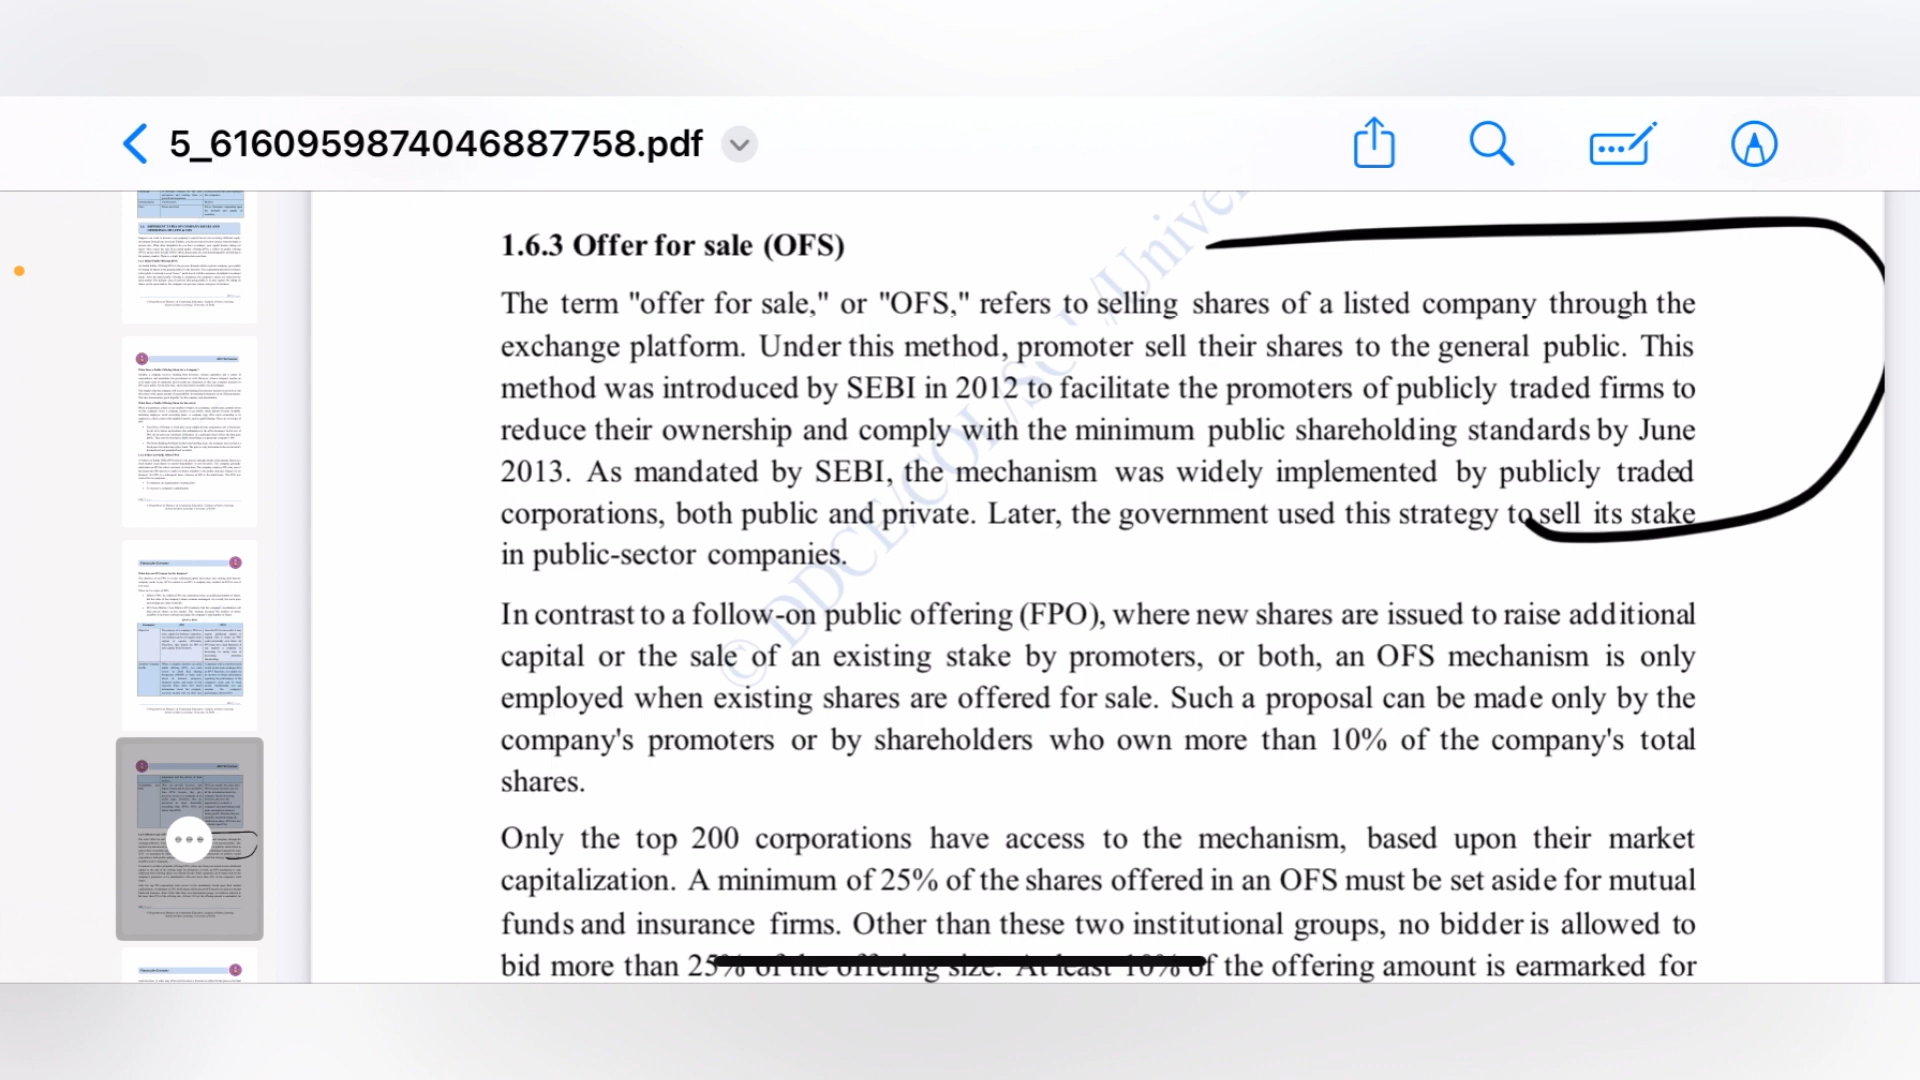 5_6160959874046887758.pdf
1.6.3 Offer for sale (OFS)
The term "offer for sale," or "OFS," refers to selling shares of a listed company through the
exchange platform. Under this method, promoter sell their shares to the general public. This
method was introduced by SEBI in 2012 to facilitate the promoters of publicly traded firms to
reduce their ownership and comply with the minimum public shareholding standards by June
2013. As mandated by SEBI, the mechanism was widely implemented by publicly traded
corporations, both public and private. Later, the government used this strategy to sell its stake
in public-sector companies.
In contrast to a follow-on public offering (FPO), where new shares are issued to raise additional
capital or the sale of an existing stake by promoters, or both, an OFS mechanism is only
employed when existing shares are offered for sale. Such a proposal can be made only by the
company's promoters or by shareholders who own more than 10% of the company's total
shares.
Only the top 200 corporations have access to the mechanism, based upon their market
capitalization. A minimum of 25% of the shares offered in an OFS must be set aside for mutual
funds and insurance firms. Other than these two institutional groups, no bidder is allowed to
bid more than 25% of the offering size. At least 10% of the offering amount is earmarked for